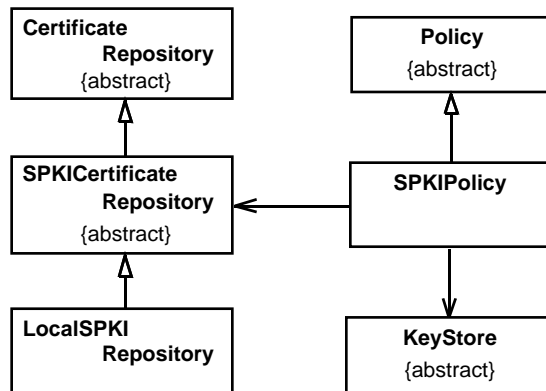 Certificate
Repository
{abstract}
Policy
{abstract}
SPKICertificate
Repository
{abstract}
SPKIPolicy
LocalSPKI
Repository
KeyStore
{abstract}